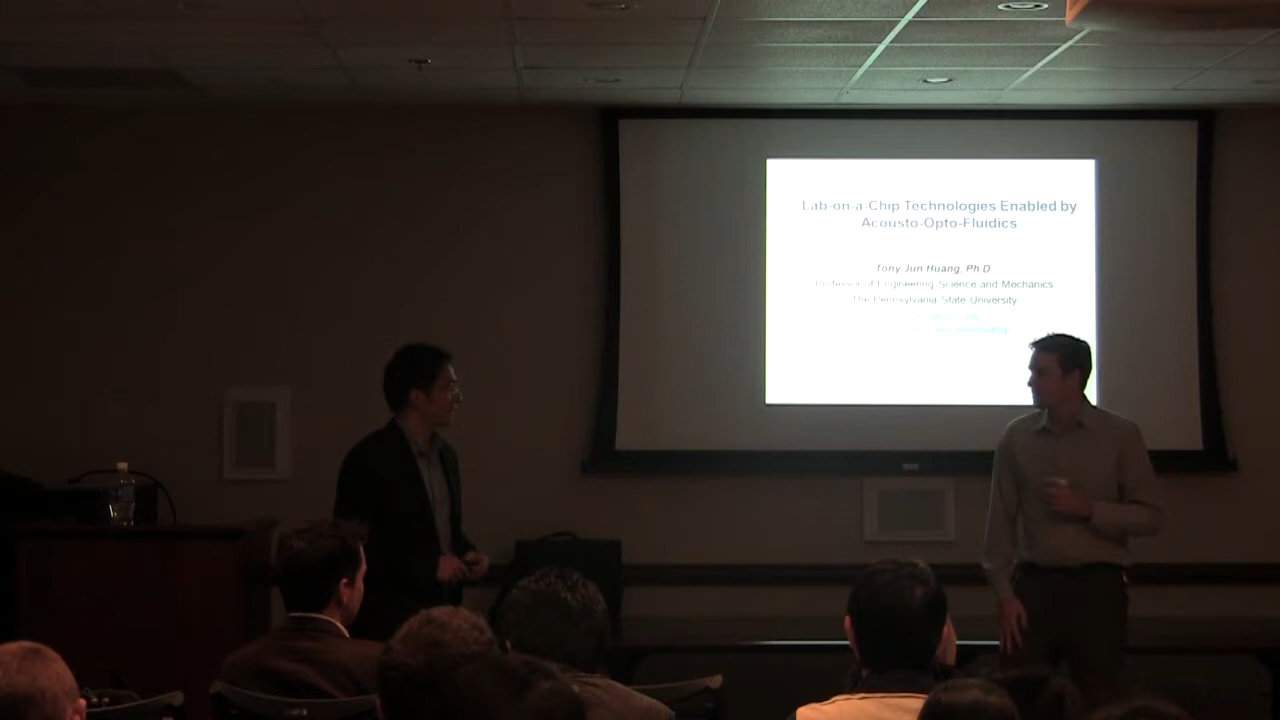 Lab-on-a-Chip Technologies Enabled by
Acousto-Opto-Fluidics
Tony Jun Huang, Ph D
Professor of Engineering Science and Mechanics
The Pennsylvania State University